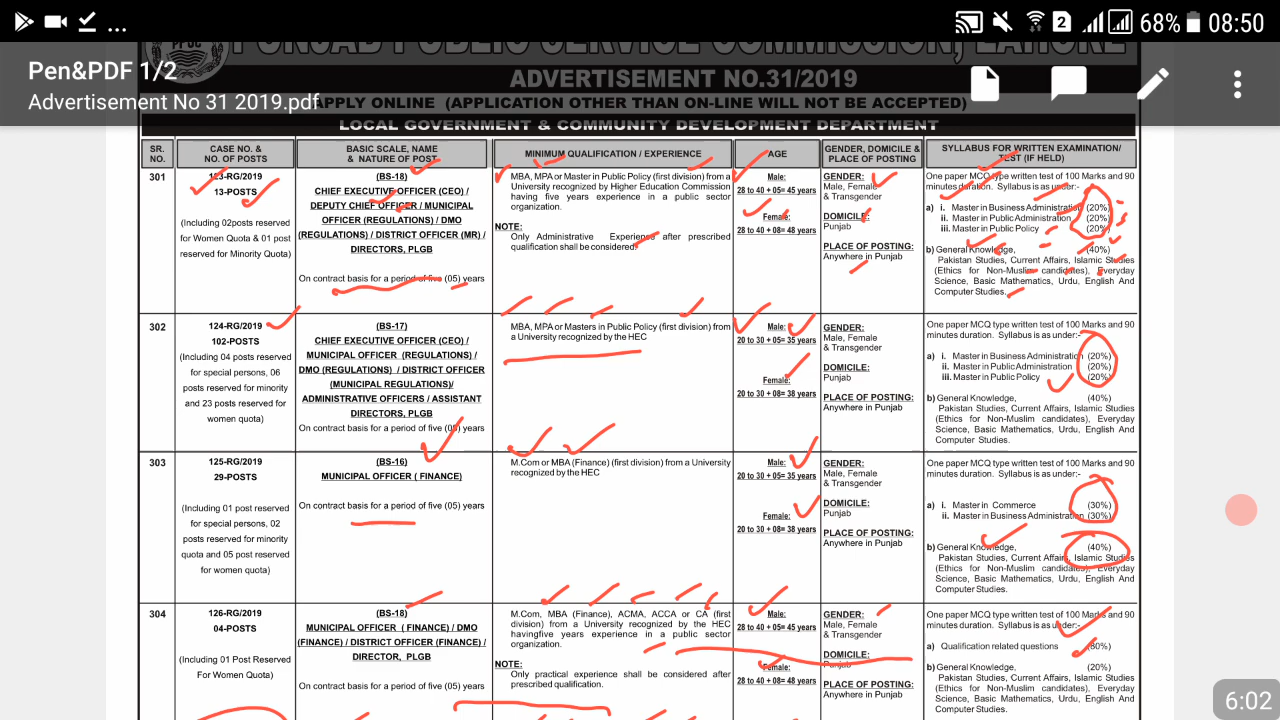 ... 2 68% 08:50
PUNJAB PUBLIC SERVICE COMMISSION, LAHORE
Pen&PDF 1/2
ADVERTISEMENT NO.31/2019
Advertisement No 31 2019.pdf
APPLY ONLINE (APPLICATION OTHER THAN ON-LINE WILL NOT BE ACCEPTED)
LOCAL GOVERNMENT & COMMUNITY DEVELOPMENT DEPARTMENT
SR. NO.
CASE NO. & NO. OF POSTS
BASIC SCALE, NAME & NATURE OF POST
MINIMUM QUALIFICATION / EXPERIENCE
AGE
GENDER, DOMICILE & PLACE OF POSTING
SYLLABUS FOR WRITTEN EXAMINATION/ TEST (IF HELD)
301
-RG/2019
13-POSTS
(Including 02posts reserved
for Women Quota & 01 post
reserved for Minority Quota)
(BS-18)
CHIEF EXECUTIVE OFFICER (CEO) /
DEPUTY CHIEF OFFICER / MUNICIPAL
OFFICER (REGULATIONS) / DMO
(REGULATIONS) / DISTRICT OFFICER (MR) /
DIRECTORS, PLGB
On contract basis for a period of five (05) years
MBA, MPA or Master in Public Policy (first division) from a
University recognized by Higher Education Commission
having five years experience in a public sector
organization.
NOTE:
Only Administrative Experience after prescribed
qualification shall be considered.
Male:
28 to 40 + 05= 45 years
Female:
28 to 40 + 08= 48 years
GENDER:
Male, Female
& Transgender
DOMICILE:
Punjab
PLACE OF POSTING:
Anywhere in Punjab
One paper MCQ type written test of 100 Marks and 90
minutes duration. Syllabus is as under:-
a) i. Master in Business Administration (20%)
ii. Master in Public Administration (20%)
iii. Master in Public Policy (20%)
b) General Knowledge, (40%)
Pakistan Studies, Current Affairs, Islamic Studies
(Ethics for Non-Muslim candidates), Everyday
Science, Basic Mathematics, Urdu, English And
Computer Studies.
302
124-RG/2019
102-POSTS
(Including 04 posts reserved
for special persons, 06
posts reserved for minority
and 23 posts reserved for
women quota)
(BS-17)
CHIEF EXECUTIVE OFFICER (CEO) /
MUNICIPAL OFFICER (REGULATIONS) /
DMO (REGULATIONS) / DISTRICT OFFICER
(MUNICIPAL REGULATIONS)/
ADMINISTRATIVE OFFICERS / ASSISTANT
DIRECTORS, PLGB
On contract basis for a period of five (05) years
MBA, MPA or Masters in Public Policy (first division) from
a University recognized by the HEC
Male:
20 to 30 + 05= 35 years
Female:
20 to 30 + 08= 38 years
GENDER:
Male, Female
& Transgender
DOMICILE:
Punjab
PLACE OF POSTING:
Anywhere in Punjab
One paper MCQ type written test of 100 Marks and 90
minutes duration. Syllabus is as under:-
a) i. Master in Business Administration (20%)
ii. Master in Public Administration (20%)
iii. Master in Public Policy (20%)
b) General Knowledge, (40%)
Pakistan Studies, Current Affairs, Islamic Studies
(Ethics for Non-Muslim candidates), Everyday
Science, Basic Mathematics, Urdu, English And
Computer Studies.
303
125-RG/2019
29-POSTS
(Including 01 post reserved
for special persons, 02
posts reserved for minority
quota and 05 post reserved
for women quota)
(BS-16)
MUNICIPAL OFFICER ( FINANCE)
On contract basis for a period of five (05) years
M.Com or MBA (Finance) (first division) from a University
recognized by the HEC
Male:
20 to 30 + 05= 35 years
Female:
20 to 30 + 08= 38 years
GENDER:
Male, Female
& Transgender
DOMICILE:
Punjab
PLACE OF POSTING:
Anywhere in Punjab
One paper MCQ type written test of 100 Marks and 90
minutes duration. Syllabus is as under:-
a) i. Master in Commerce (30%)
ii. Master in Business Administration (30%)
b) General Knowledge, (40%)
Pakistan Studies, Current Affairs, Islamic Studies
(Ethics for Non-Muslim candidates), Everyday
Science, Basic Mathematics, Urdu, English And
Computer Studies.
304
126-RG/2019
04-POSTS
(Including 01 Post Reserved
For Women Quota)
(BS-18)
MUNICIPAL OFFICER ( FINANCE) / DMO
(FINANCE) / DISTRICT OFFICER (FINANCE) /
DIRECTOR, PLGB
On contract basis for a period of five (05) years
M.Com, MBA (Finance), ACMA, ACCA or CA (first
division) from a University recognized by the HEC
havingfive years experience in a public sector
organization.
NOTE:
Only practical experience shall be considered after
prescribed qualification.
Male:
28 to 40 + 05= 45 years
Female:
28 to 40 + 08= 48 years
GENDER:
Male, Female
& Transgender
DOMICILE:
Punjab
PLACE OF POSTING:
Anywhere in Punjab
One paper MCQ type written test of 100 Marks and 90
minutes duration. Syllabus is as under:-
a) Qualification related questions (80%)
b) General Knowledge, (20%)
Pakistan Studies, Current Affairs, Islamic Studies
(Ethics for Non-Muslim candidates), Everyday
Science, Basic Mathematics, Urdu, English And
Computer Studies.
6:02